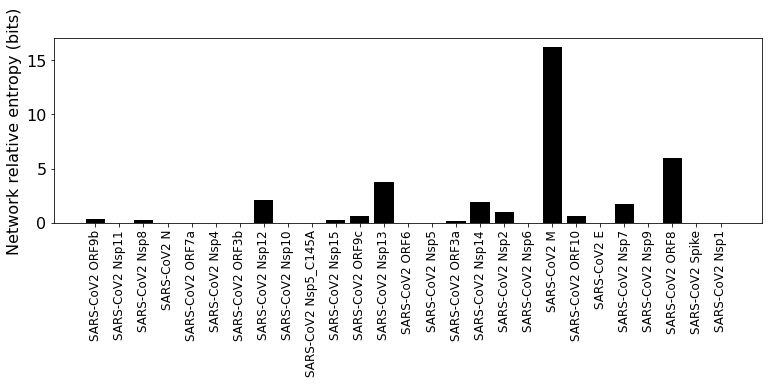 Network relative entropy (bits)
15
10
5
0
SARS-CoV2 ORF9b
SARS-CoV2 Nsp11
SARS-CoV2 Nsp8
SARS-CoV2 N
SARS-CoV2 ORF7a
SARS-CoV2 Nsp4
SARS-CoV2 ORF3b
SARS-CoV2 Nsp12
SARS-CoV2 Nsp10
SARS-CoV2 Nsp5_C145A
SARS-CoV2 Nsp15
SARS-CoV2 ORF9c
SARS-CoV2 Nsp13
SARS-CoV2 ORF6
SARS-CoV2 Nsp5
SARS-CoV2 ORF3a
SARS-CoV2 Nsp14
SARS-CoV2 Nsp2
SARS-CoV2 Nsp6
SARS-CoV2 M
SARS-CoV2 ORF10
SARS-CoV2 E
SARS-CoV2 Nsp7
SARS-CoV2 Nsp9
SARS-CoV2 ORF8
SARS-CoV2 Spike
SARS-CoV2 Nsp1